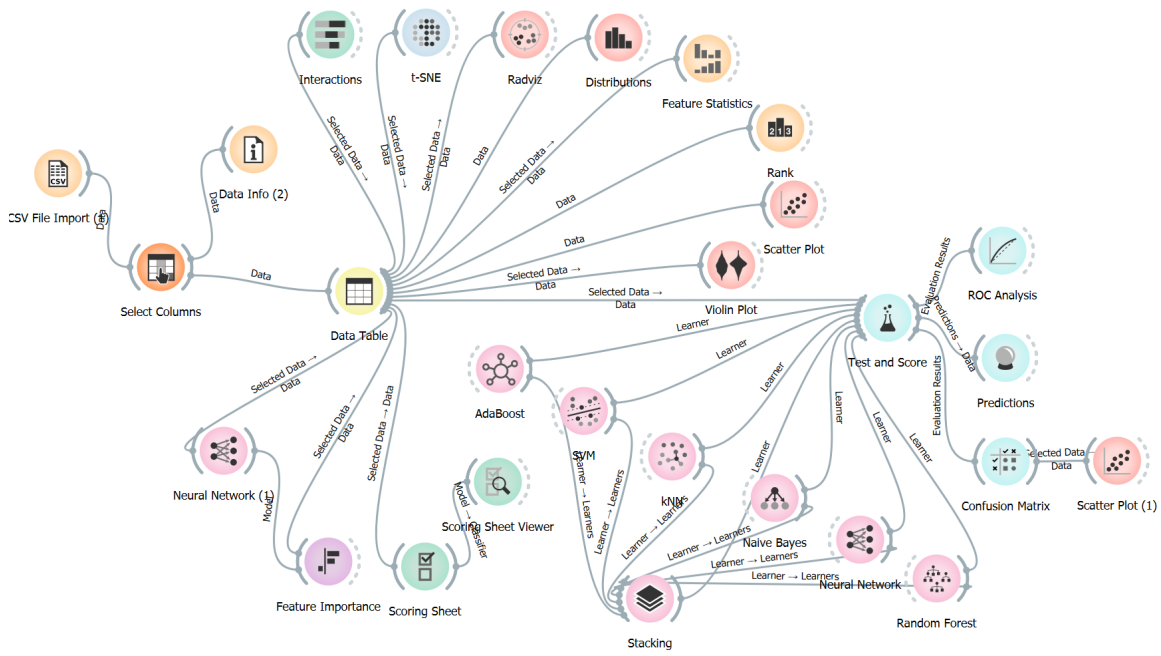 Interactions
t-SNE
Radviz
Distributions
Feature Statistics
Rank
Scatter Plot
Violin Plot
CSV
CSV File Import
Data
Data Info (2)
Data
Select Columns
Data
Data Table
Selected Data →
Data
Selected Data →
Data
Selected Data →
Data
Data
Selected Data →
Data
2 1 3
Data
Data
Selected Data →
Data
Selected Data →
Data
Learner
Learner
Learner
Learner
Learner
Learner
Learner
Test and Score
Evaluation Results
ROC Analysis
Predictions → Data
Predictions
Evaluation Results
Confusion Matrix
Selected Data →
Data
Scatter Plot (1)
AdaBoost
SVM
kNN
Naive Bayes
Neural Network
Random Forest
Stacking
Learner → Learners
Learner → Learners
Learner → Learners
Learner → Learners
Learner → Learners
Learner → Learners
Selected Data →
Data
Selected Data →
Data
Selected Data → Data
Neural Network (1)
Model
Feature Importance
Scoring Sheet
Model → Classifier
Scoring Sheet Viewer